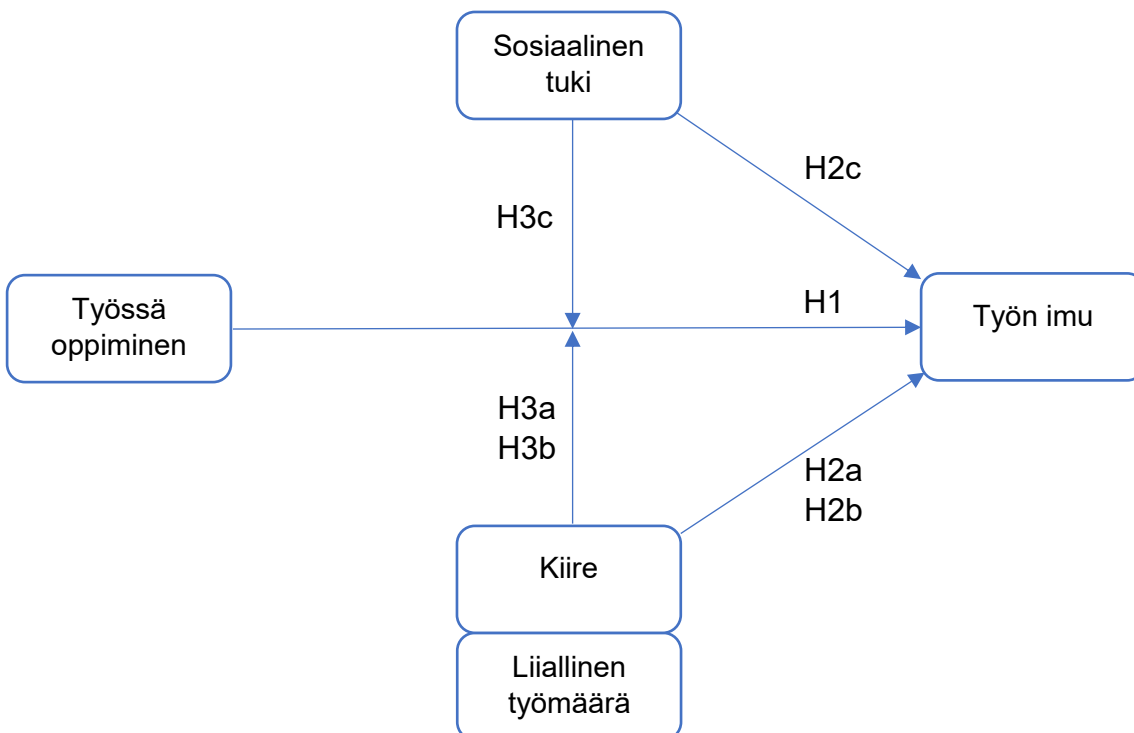 Sosiaalinen
tuki
H2c
H3c
Työssä
oppiminen
H1
Työn imu
H3a
H3b
H2a
H2b
Kiire
Liiallinen
työmäärä